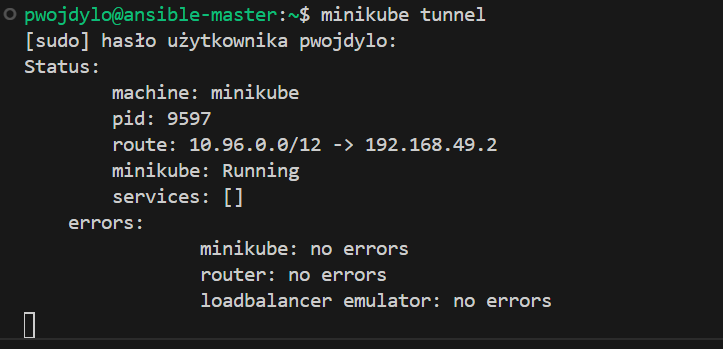 pwojdylo@ansible-master:~$ minikube tunnel
[sudo] hasło użytkownika pwojdylo:
Status:
machine: minikube
pid: 9597
route: 10.96.0.0/12 -> 192.168.49.2
minikube: Running
services: []
errors:
minikube: no errors
router: no errors
loadbalancer emulator: no errors